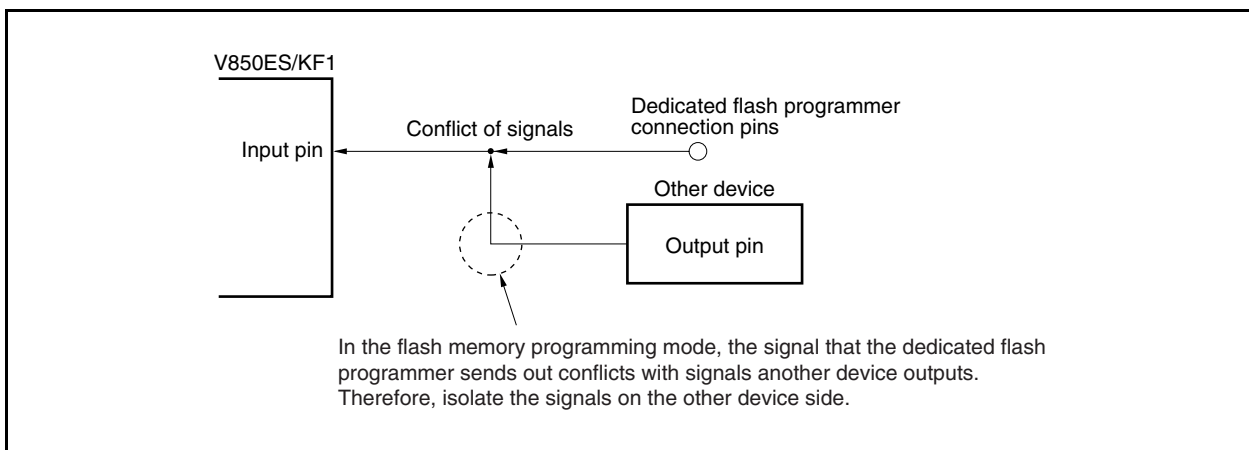 V850ES/KF1
Dedicated flash programmer
connection pins
Conflict of signals
Input pin
Other device
Output pin
In the flash memory programming mode, the signal that the dedicated flash
programmer sends out conflicts with signals another device outputs.
Therefore, isolate the signals on the other device side.